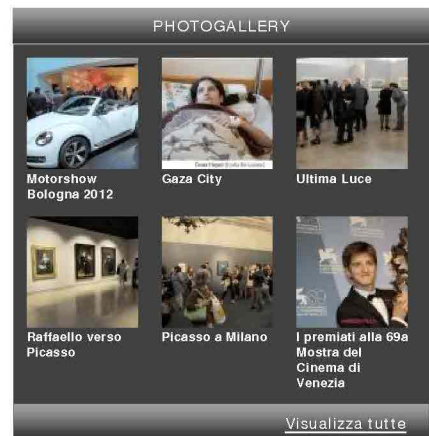 PHOTOGALLERY
Motorshow
Bologna 2012
Gaza City
Ultima Luce
Raffaello verso
Picasso
Picasso a Milano
I premiati alla 69a
Mostra del
Cinema di
Venezia
Visualizza tutte